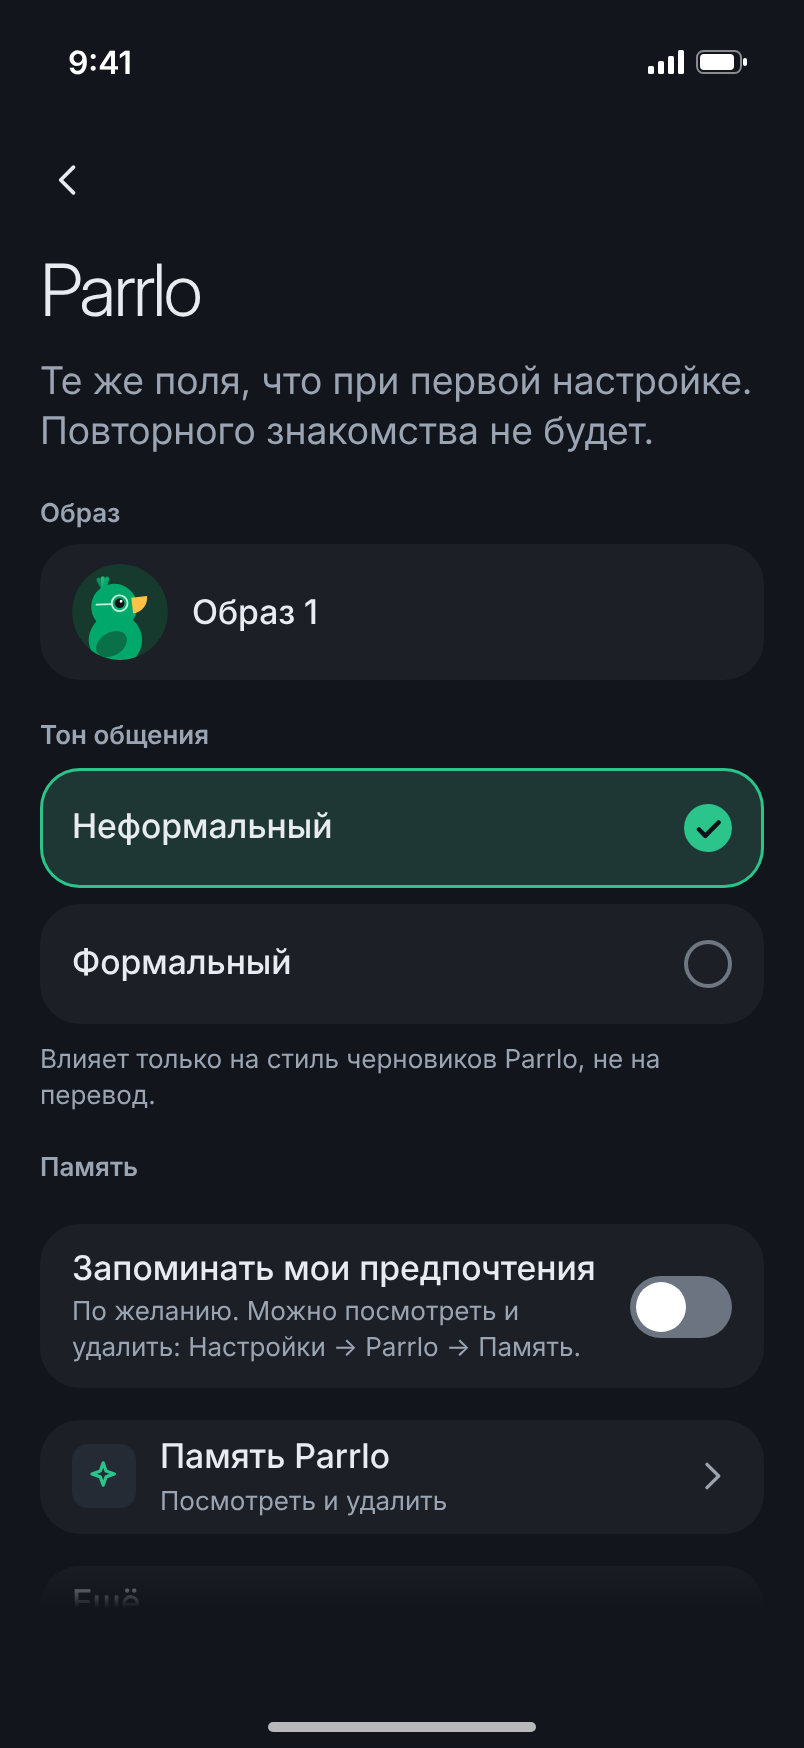 9:41
Parrlo
Те же поля, что при первой настройке.
Повторного знакомства не будет.
Образ
Образ 1
Тон общения
Неформальный
Формальный
Влияет только на стиль черновиков Parrlo, не на
перевод.
Память
Запоминать мои предпочтения
По желанию. Можно посмотреть и
удалить: Настройки → Parrlo → Память.
Память Parrlo
Посмотреть и удалить
Ещё